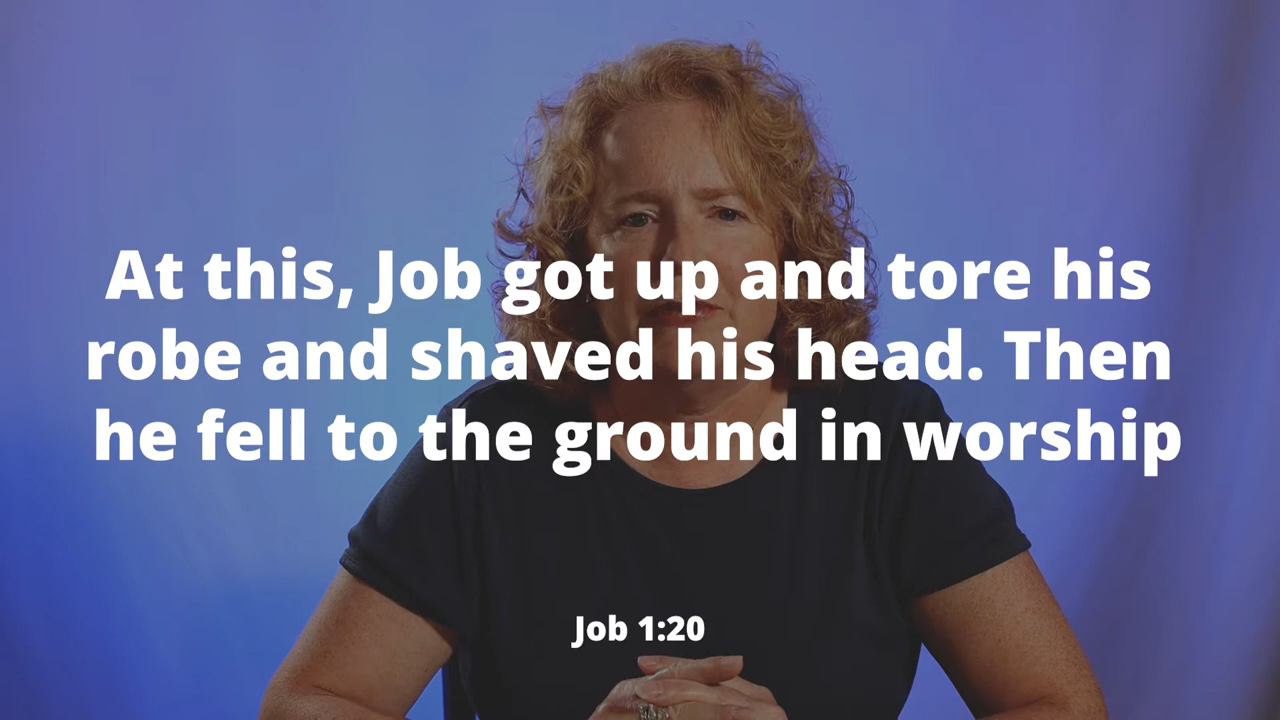 At this, Job got up and tore his
robe and shaved his head. Then
he fell to the ground in worship
Job 1:20